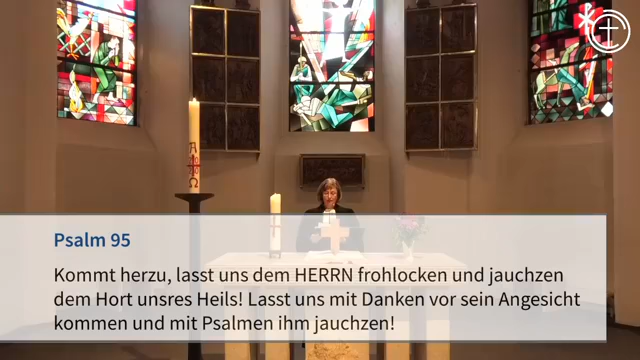 Α
Ω
Psalm 95
Kommt herzu, lasst uns dem HERRN frohlocken und jauchzen
dem Hort unsres Heils! Lasst uns mit Danken vor sein Angesicht
kommen und mit Psalmen ihm jauchzen!